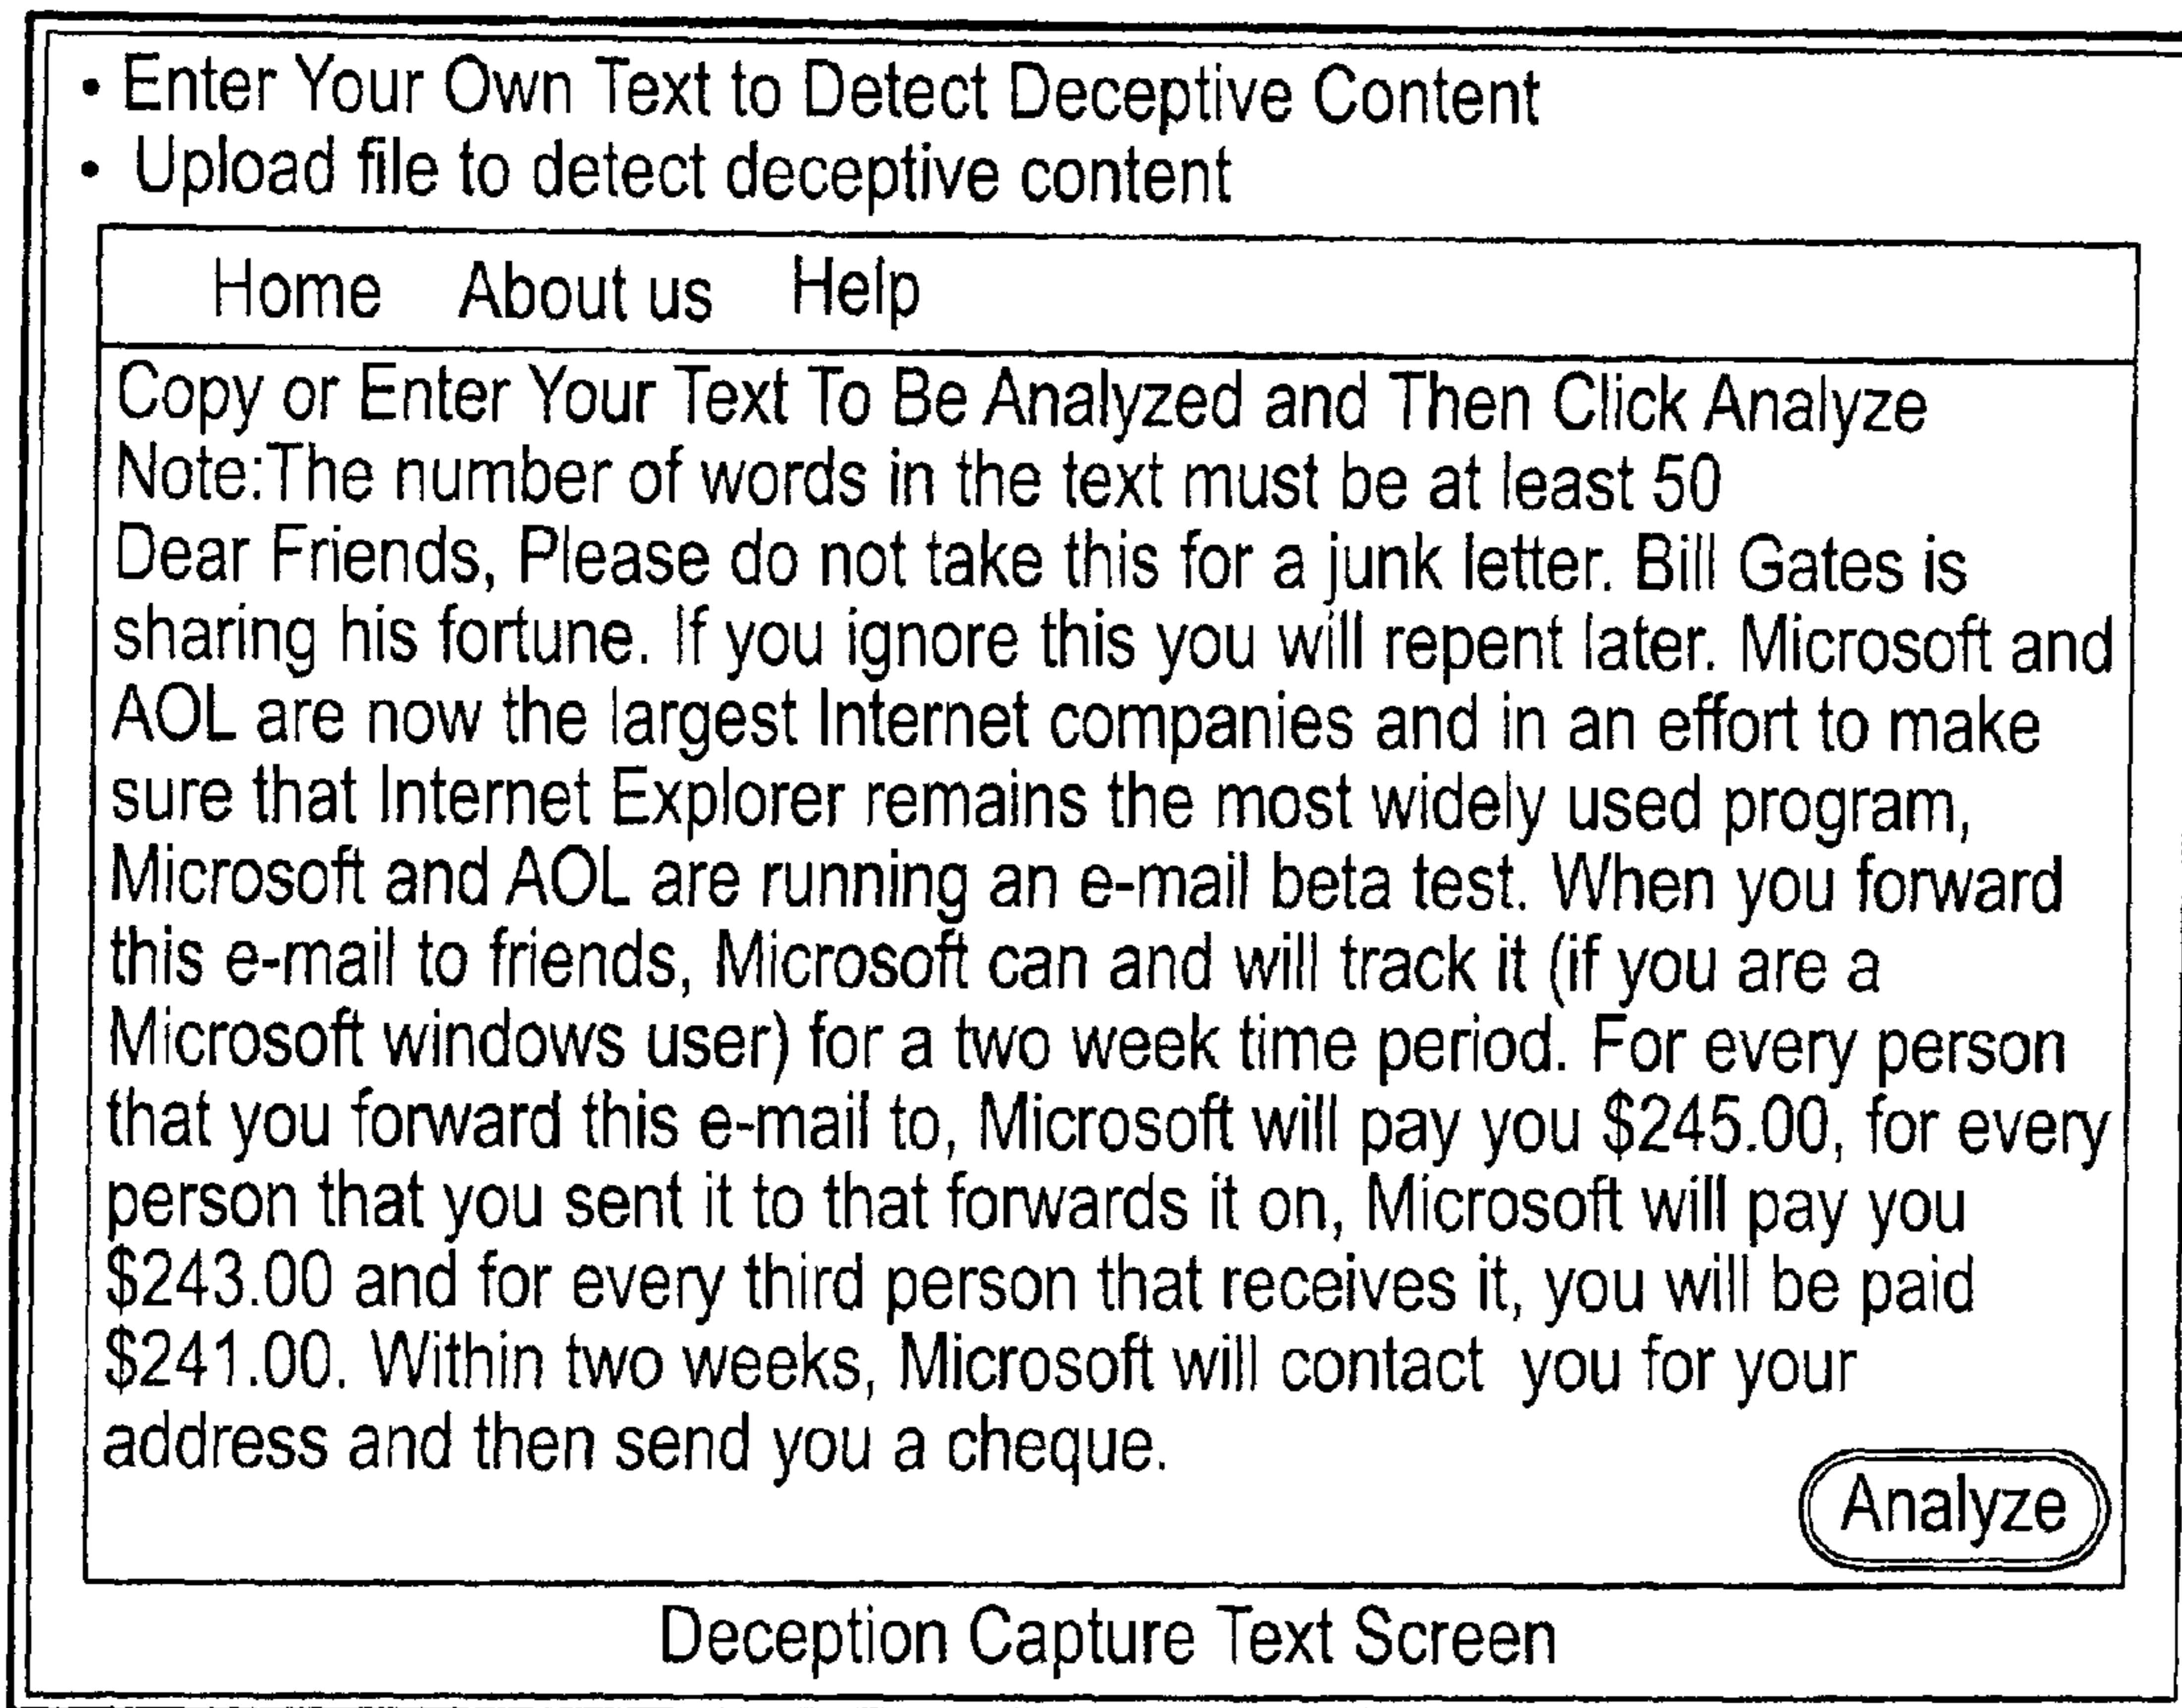 • Enter Your Own Text to Detect Deceptive Content
• Upload file to detect deceptive content
Home About us Help
Copy or Enter Your Text To Be Analyzed and Then Click Analyze
Note:The number of words in the text must be at least 50
Dear Friends, Please do not take this for a junk letter. Bill Gates is
sharing his fortune. If you ignore this you will repent later. Microsoft and
AOL are now the largest Internet companies and in an effort to make
sure that Internet Explorer remains the most widely used program,
Microsoft and AOL are running an e-mail beta test. When you forward
this e-mail to friends, Microsoft can and will track it (if you are a
Microsoft windows user) for a two week time period. For every person
that you forward this e-mail to, Microsoft will pay you $245.00, for every
person that you sent it to that forwards it on, Microsoft will pay you
$243.00 and for every third person that receives it, you will be paid
$241.00. Within two weeks, Microsoft will contact you for your
address and then send you a cheque.
Analyze
Deception Capture Text Screen